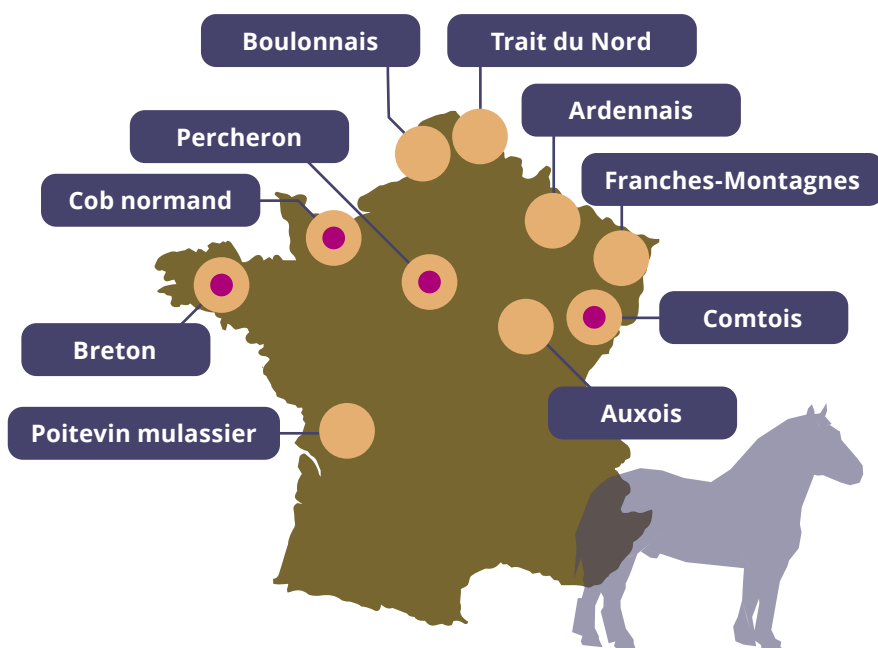 Boulonnais
Trait du Nord
Ardennais
Percheron
Franches-Montagnes
Cob normand
Comtois
Breton
Auxois
Poitevin mulassier